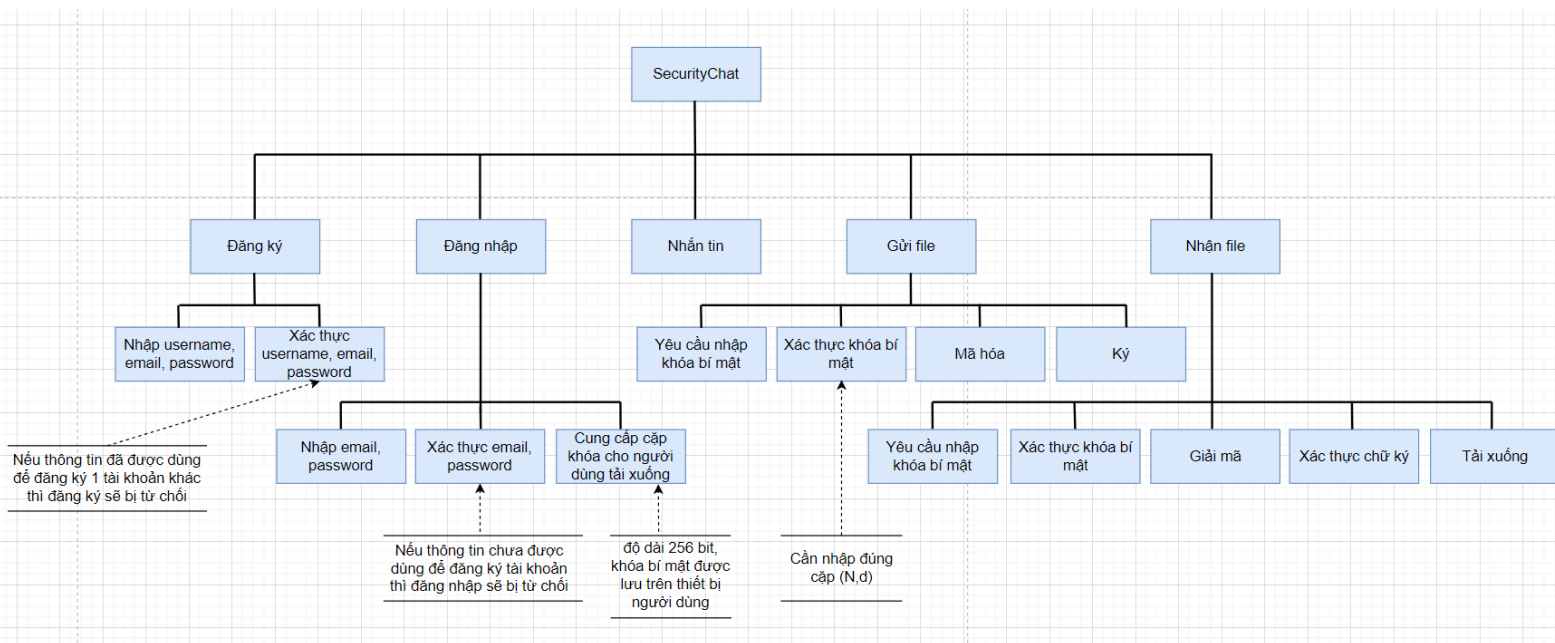 SecurityChat
Đăng ký
Đăng nhập
Nhắn tin
Gửi file
Nhận file
Nhập username,
email, password
Xác thực
username, email,
password
Yêu cầu nhập
khóa bí mật
Xác thực khóa bí
mật
Mã hóa
Ký
Nhập email,
password
Xác thực email,
password
Cung cấp cặp
khóa cho người
dùng tải xuống
Yêu cầu nhập
khóa bí mật
Xác thực khóa bí
mật
Giải mã
Xác thực chữ ký
Tải xuống
Nếu thông tin đã được dùng
để đăng ký 1 tài khoản khác
thì đăng ký sẽ bị từ chối
Nếu thông tin chưa được
dùng để đăng ký tài khoản
thì đăng nhập sẽ bị từ chối
độ dài 256 bit,
khóa bí mật được
lưu trên thiết bị
người dùng
Cần nhập đúng
cặp (N,d)